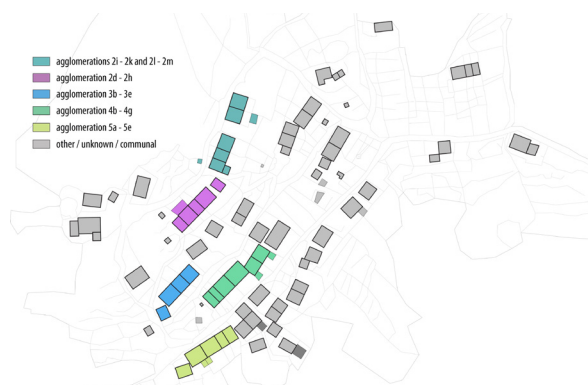 agglomerations 2i - 2k and 2l - 2m
agglomeration 2d - 2h
agglomeration 3b - 3e
agglomeration 4b - 4g
agglomeration 5a - 5e
other / unknown / communal